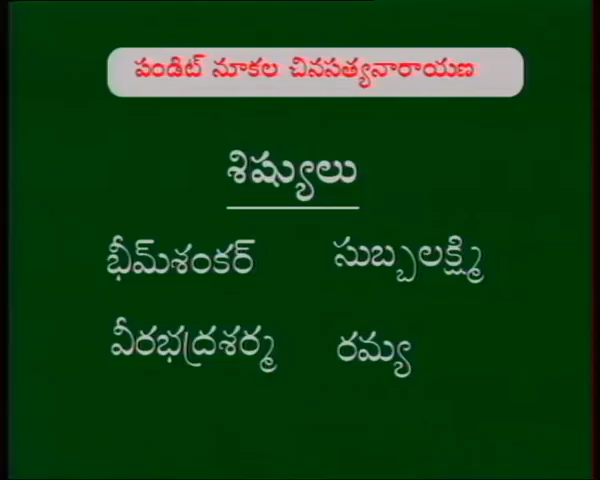 పండిట్ నూకల చినసత్యనారాయణ
శిష్యులు
భీమ్‌శంకర్ సుబ్బలక్ష్మి
వీరభద్రశర్మ రమ్య